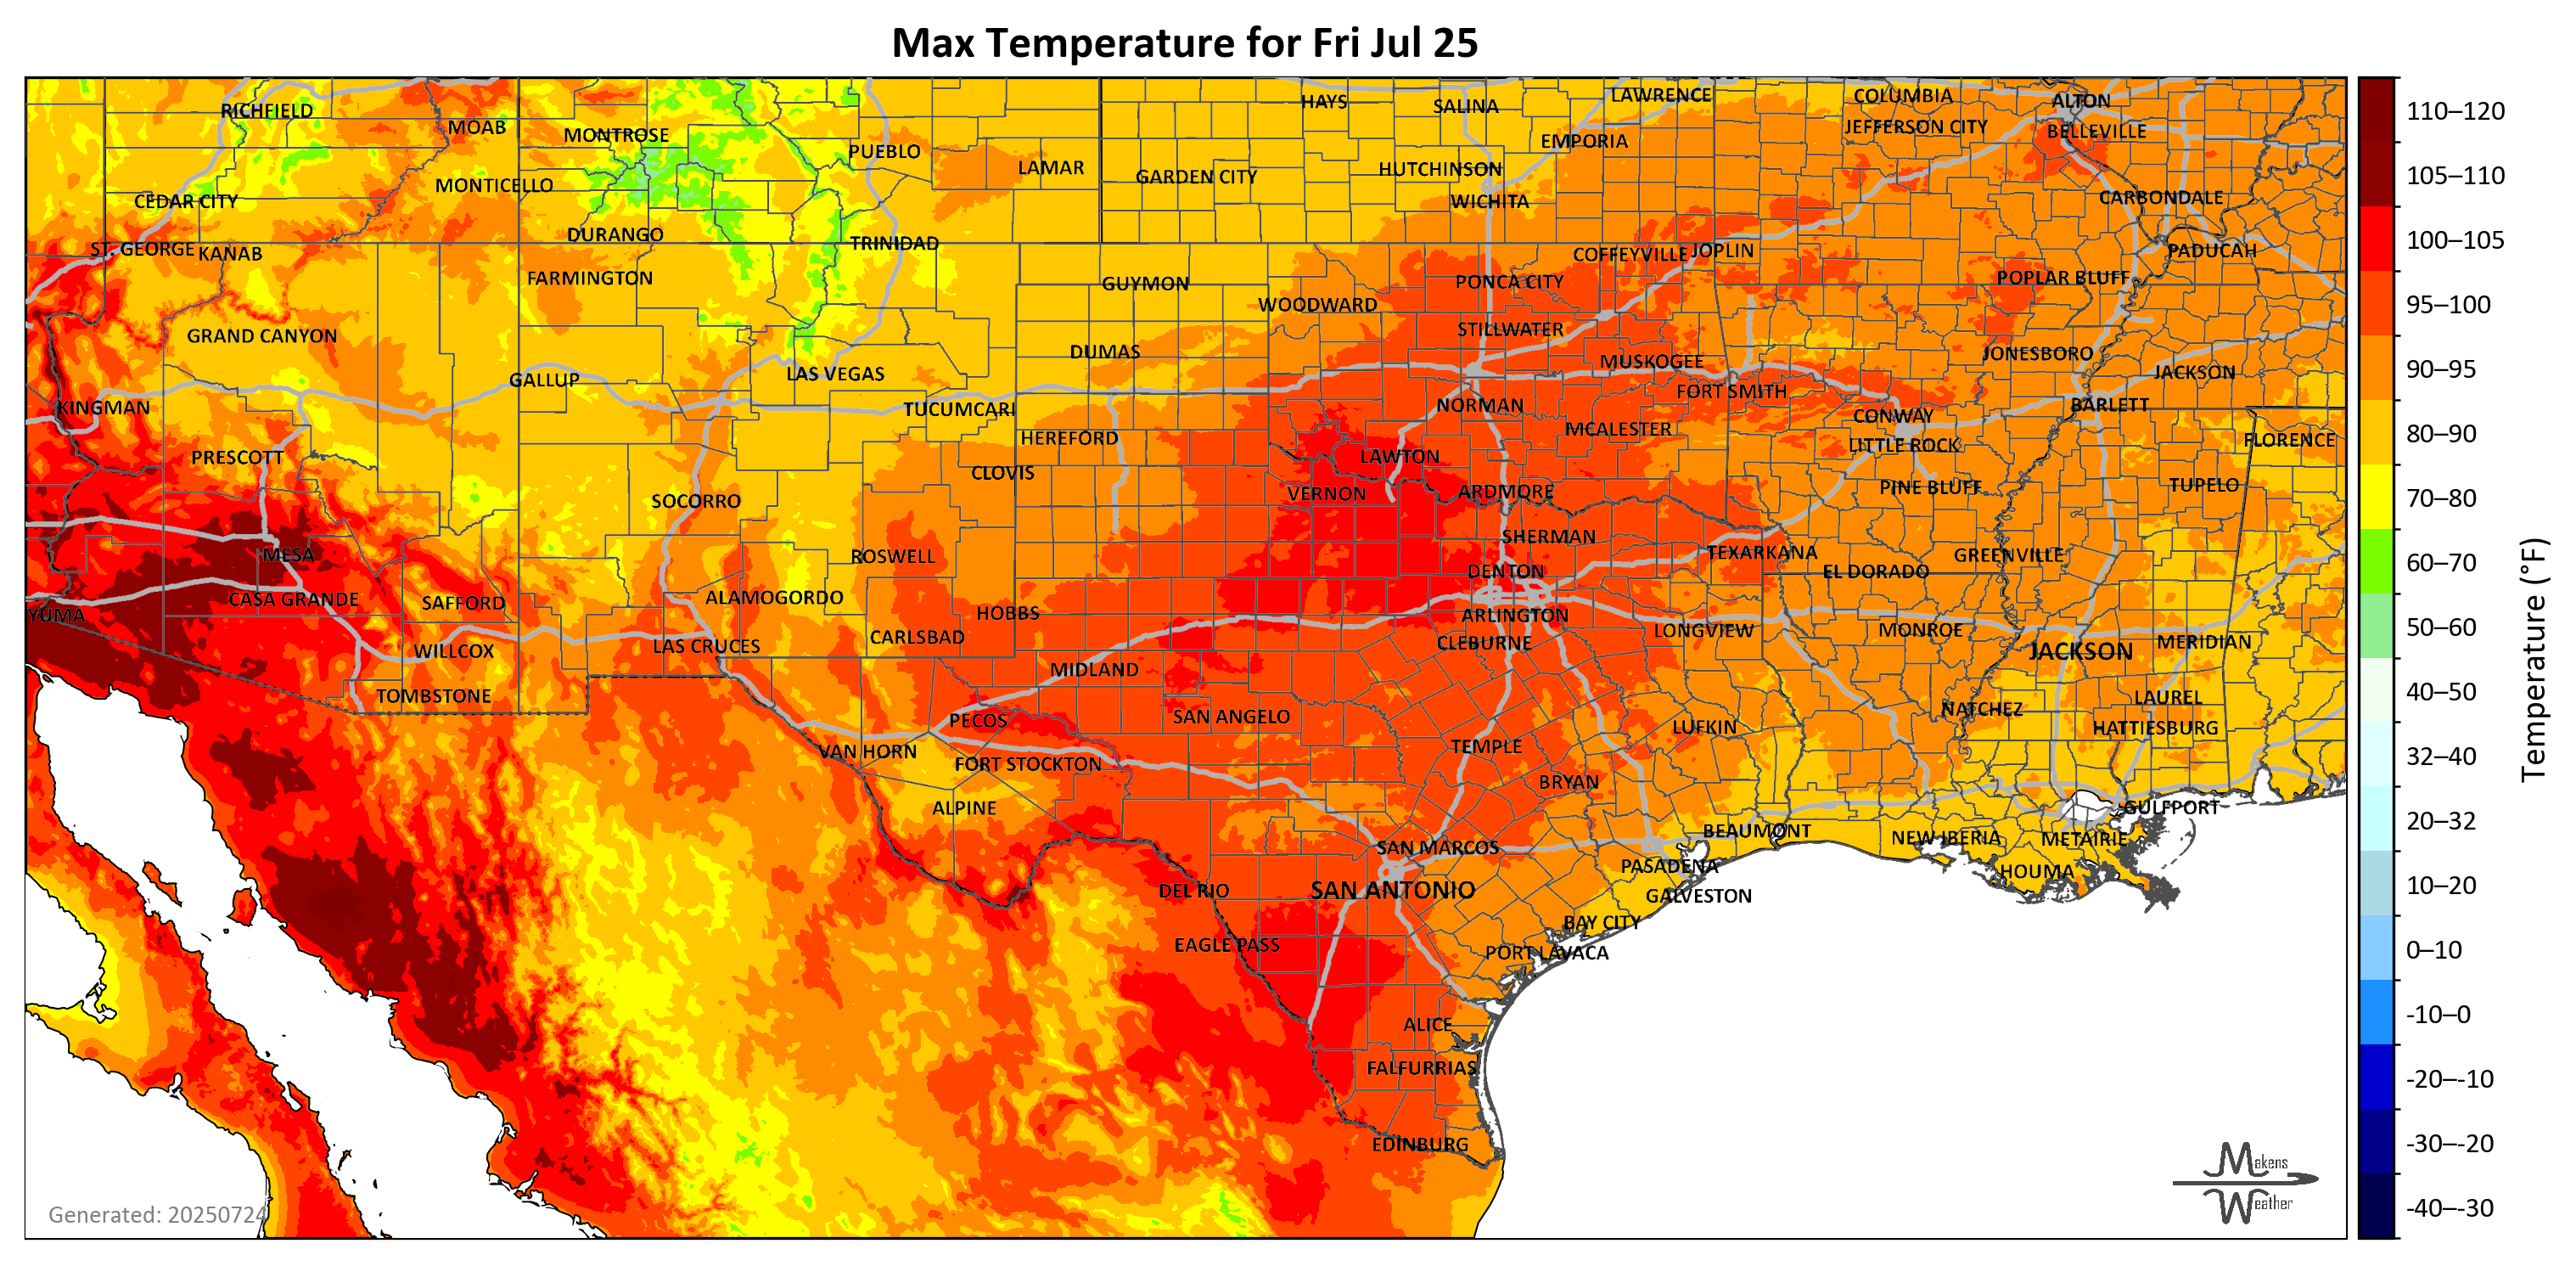 Max Temperature for Fri Jul 25
RICHFIELD
MOAB
MONTROSE
PUEBLO
LAMAR
HAYS
SALINA
LAWRENCE
COLUMBIA
ALTON
JEFFERSON CITY
BELLEVILLE
EMPORIA
HUTCHINSON
GARDEN CITY
MONTICELLO
CEDAR CITY
WICHITA
CARBONDALE
DURANGO
TRINIDAD
ST. GEORGE
KANAB
COFFEYVILLE
JOPLIN
PADUCAH
FARMINGTON
GUYMON
PONCA CITY
POPLAR BLUFF
WOODWARD
STILLWATER
GRAND CANYON
DUMAS
MUSKOGEE
JONESBORO
GALLUP
LAS VEGAS
JACKSON
FORT SMITH
KINGMAN
TUCUMCARI
NORMAN
CONWAY
BARLETT
HEREFORD
MCALESTER
LITTLE ROCK
FLORENCE
PRESCOTT
CLOVIS
LAWTON
SOCORRO
VERNON
ARDMORE
PINE BLUFF
TUPELO
SHERMAN
MESA
ROSWELL
TEXARKANA
GREENVILLE
DENTON
EL DORADO
CASA GRANDE
SAFFORD
ALAMOGORDO
YUMA
HOBBS
ARLINGTON
CARLSBAD
LONGVIEW
MONROE
WILLCOX
LAS CRUCES
CLEBURNE
JACKSON
MERIDIAN
MIDLAND
TOMBSTONE
LAUREL
PECOS
SAN ANGELO
NATCHEZ
LUFKIN
HATTIESBURG
VAN HORN
FORT STOCKTON
TEMPLE
BRYAN
ALPINE
GULFPORT
BEAUMONT
NEW IBERIA
METAIRIE
SAN MARCOS
PASADENA
HOUMA
DEL RIO
SAN ANTONIO
GALVESTON
BAY CITY
EAGLE PASS
PORT LAVACA
ALICE
FALFURRIAS
EDINBURG
Generated: 20250724
Makens
Weather
110–120
105–110
100–105
95–100
90–95
80–90
70–80
60–70
50–60
40–50
32–40
20–32
10–20
0–10
-10–0
-20–-10
-30–-20
-40–-30
Temperature (°F)